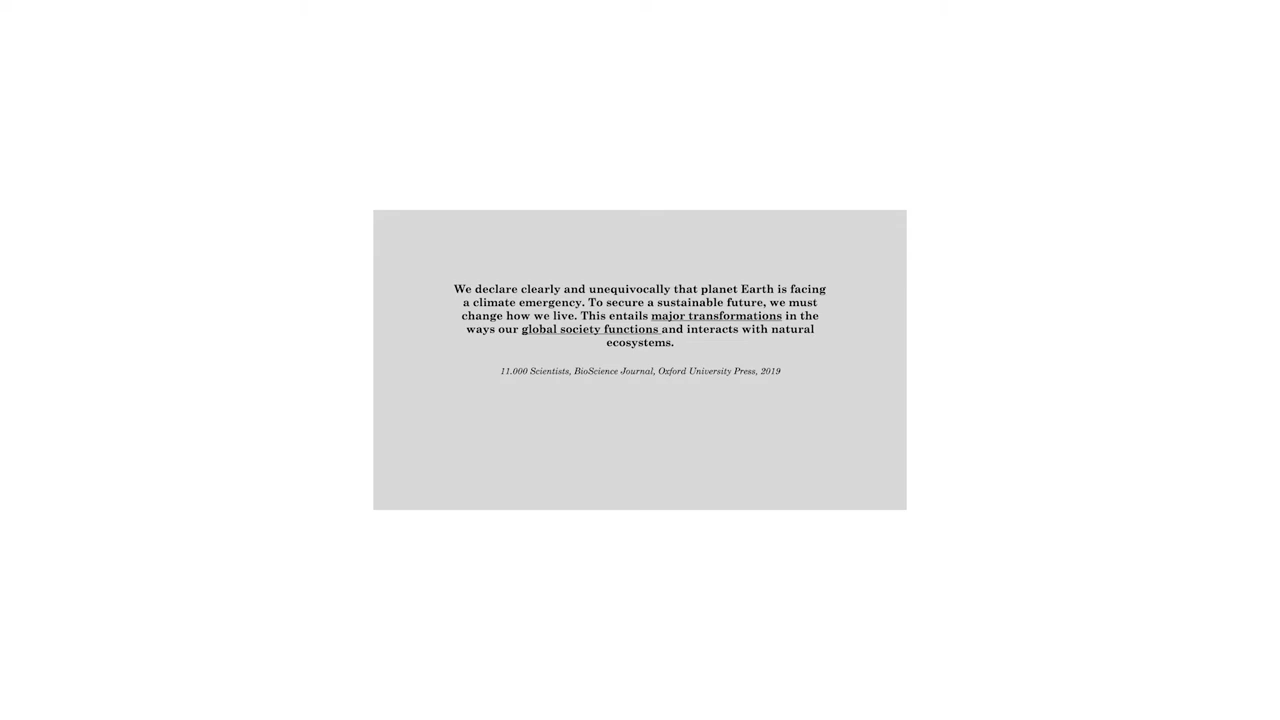 We declare clearly and unequivocally that planet Earth is facing
a climate emergency. To secure a sustainable future, we must
change how we live. This entails major transformations in the
ways our global society functions and interacts with natural
ecosystems.
11.000 Scientists, BioScience Journal, Oxford University Press, 2019